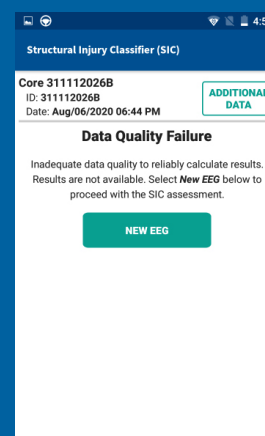 Structural Injury Classifier (SIC)
Core 311112026B
ID: 311112026B
Date: Aug/06/2020 06:44 PM
ADDITIONAL
DATA
Data Quality Failure
Inadequate data quality to reliably calculate results.
Results are not available. Select New EEG below to
proceed with the SIC assessment.
NEW EEG